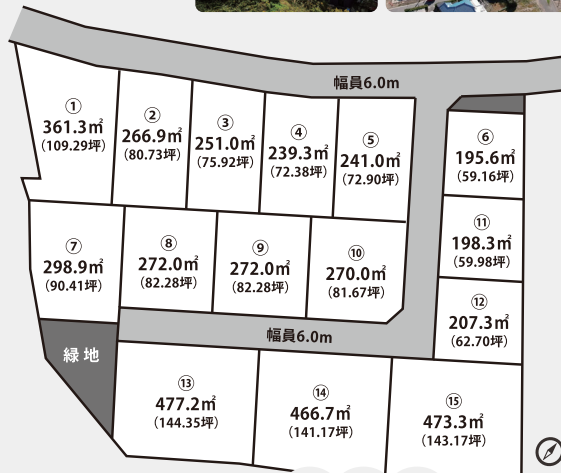 幅員6.0m
①
361.3㎡
(109.29坪)
②
266.9㎡
(80.73坪)
③
251.0㎡
(75.92坪)
④
239.3㎡
(72.38坪)
⑤
241.0㎡
(72.90坪)
⑥
195.6㎡
(59.16坪)
⑦
298.9㎡
(90.41坪)
⑧
272.0㎡
(82.28坪)
⑨
272.0㎡
(82.28坪)
⑩
270.0㎡
(81.67坪)
⑪
198.3㎡
(59.98坪)
⑫
207.3㎡
(62.70坪)
緑地
幅員6.0m
⑬
477.2㎡
(144.35坪)
⑭
466.7㎡
(141.17坪)
⑮
473.3㎡
(143.17坪)